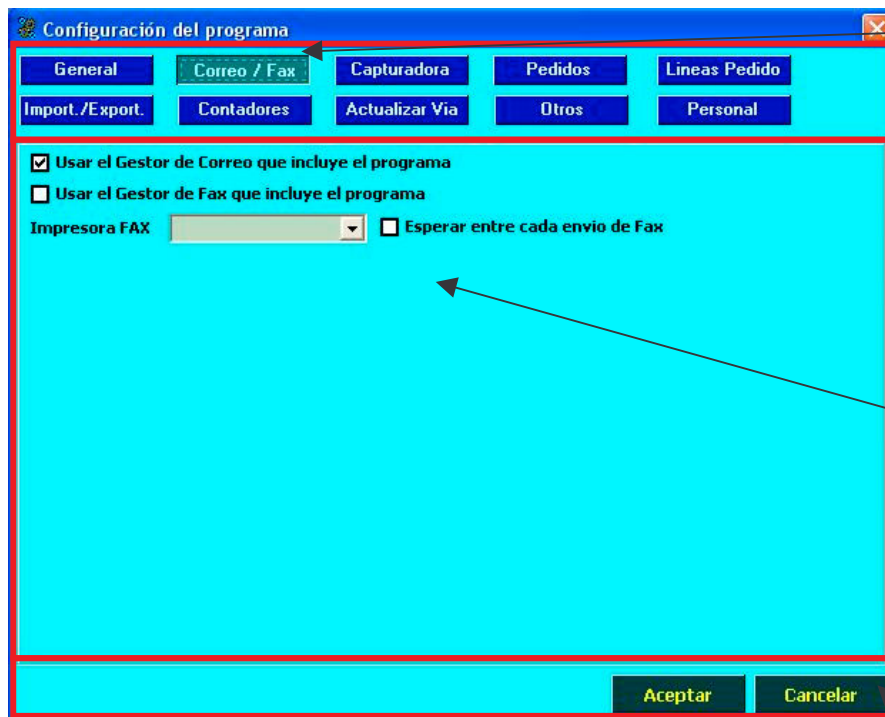 Configuración del programa
General Correo / Fax Capturadora Pedidos Lineas Pedido
Import./Export. Contadores Actualizar Via Otros Personal
Usar el Gestor de Correo que incluye el programa
Usar el Gestor de Fax que incluye el programa
Impresora FAX Esperar entre cada envio de Fax
Aceptar Cancelar